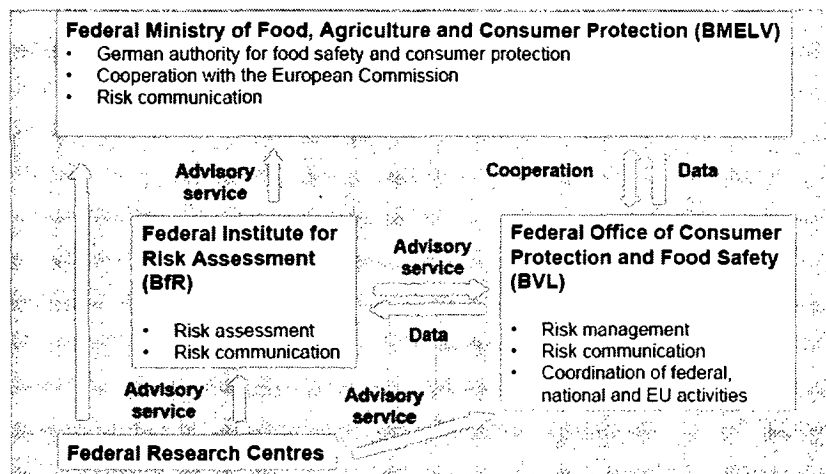 Federal Ministry of Food, Agriculture and Consumer Protection (BMELV)
• German authority for food safety and consumer protection
• Cooperation with the European Commission
• Risk communication
Advisory
service
Cooperation
Data
Federal Institute for
Risk Assessment
(BfR)
• Risk assessment
• Risk communication
Advisory
service
Data
Federal Office of Consumer
Protection and Food Safety
(BVL)
• Risk management
• Risk communication
• Coordination of federal,
national and EU activities
Advisory
service
Advisory
service
Federal Research Centres